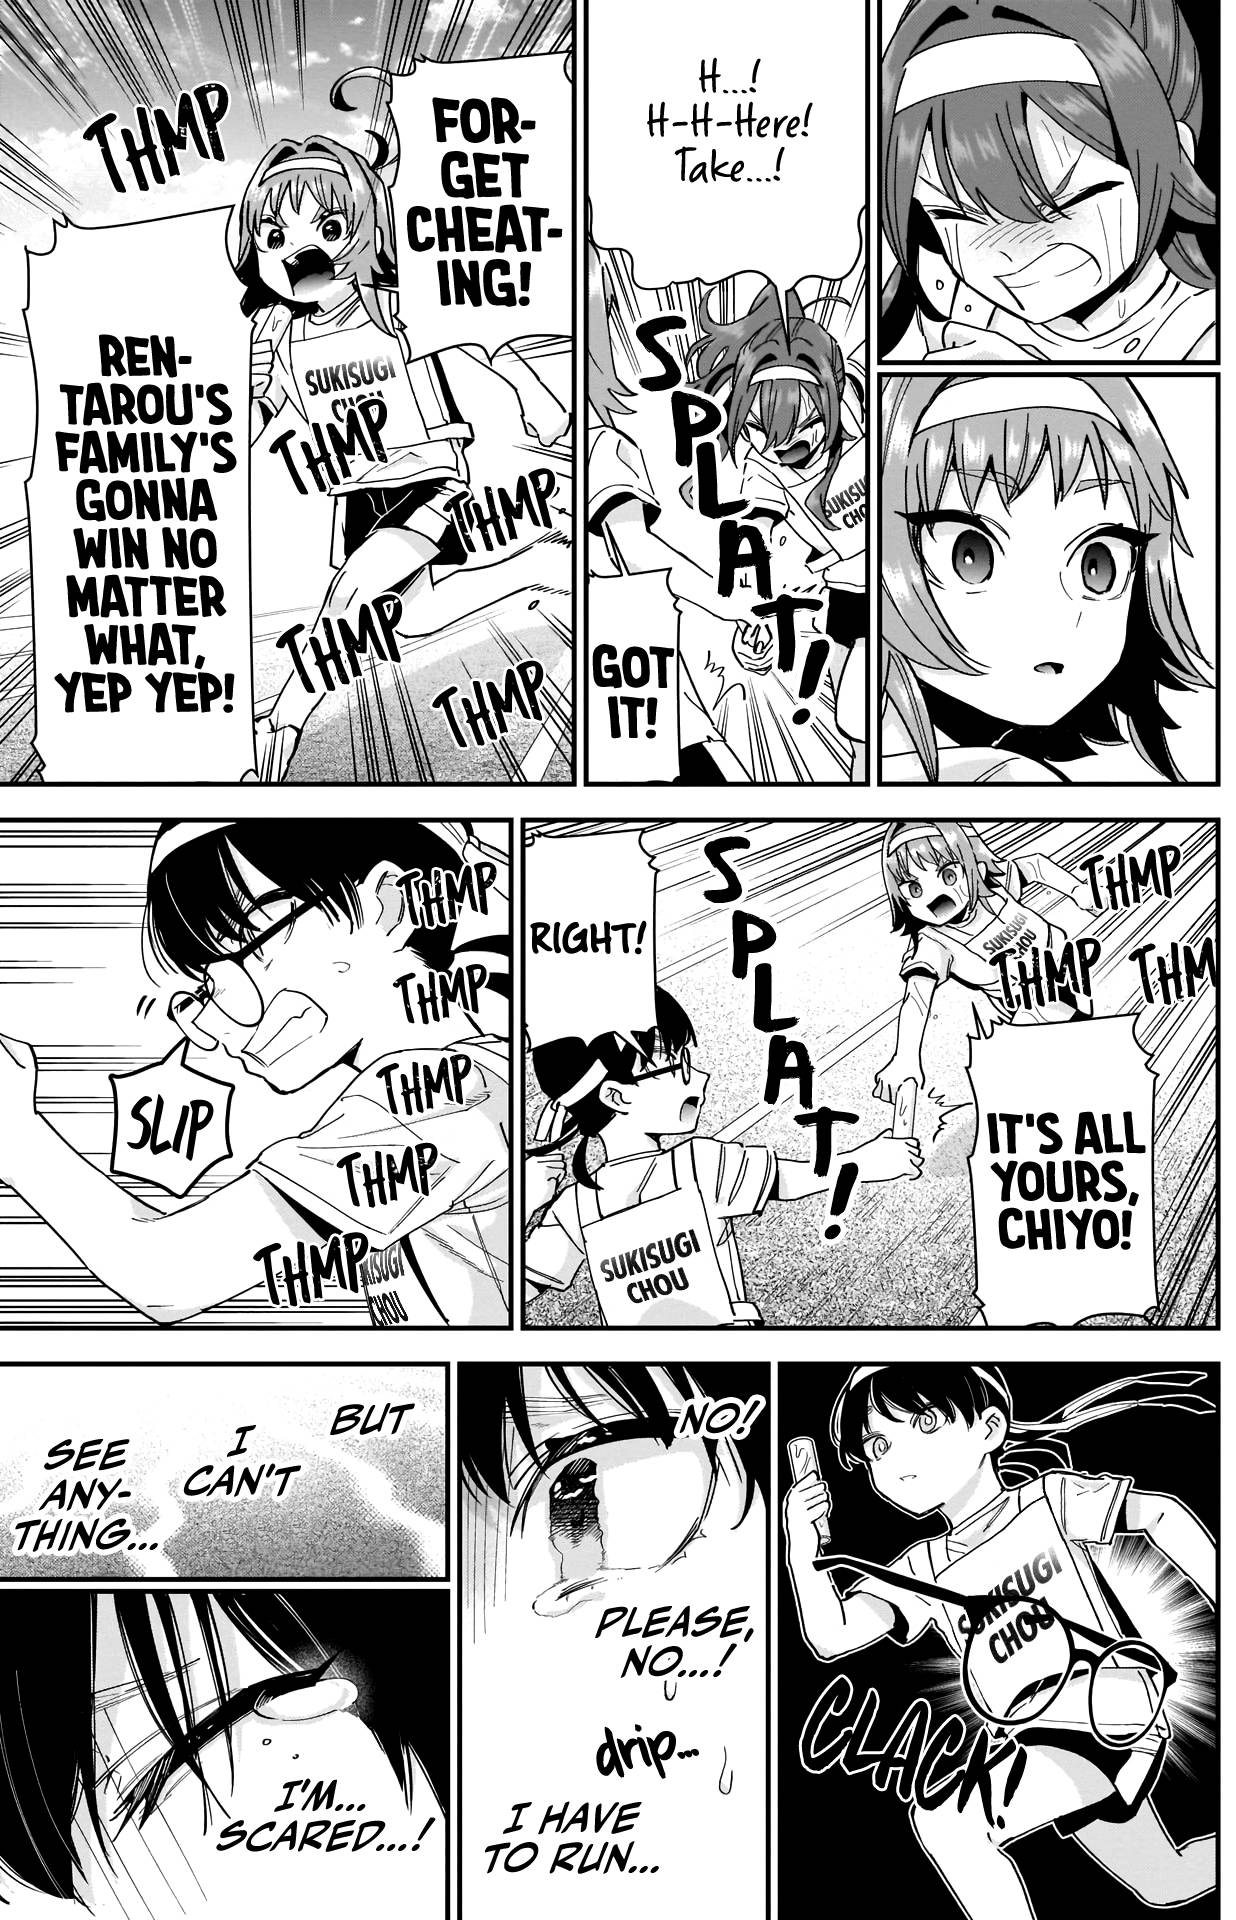 H...!
H-H-Here!
Take...!
SPLAT!
SUKISUGI
CHOU
GOT
IT!
FOR-
GET
CHEAT-
ING!
THMP
SUKISUGI
CHOU
THMP
THMP
THMP
THMP
REN-
TAROU'S
FAMILY'S
GONNA
WIN NO
MATTER
WHAT,
YEP YEP!
THMP
THMP
THMP
SUKISUGI
CHOU
IT'S ALL
YOURS,
CHIYO!
SPLAT!
RIGHT!
SUKISUGI
CHOU
THMP
THMP
THMP
THMP
THMP
SLIP
KISUGI
CHOU
SUKISUGI
CHOU
CLACK!
NO!
PLEASE,
NO...!
drip...
I HAVE
TO RUN...
BUT
I
CAN'T
SEE
ANY-
THING...
I'M...
SCARED...!